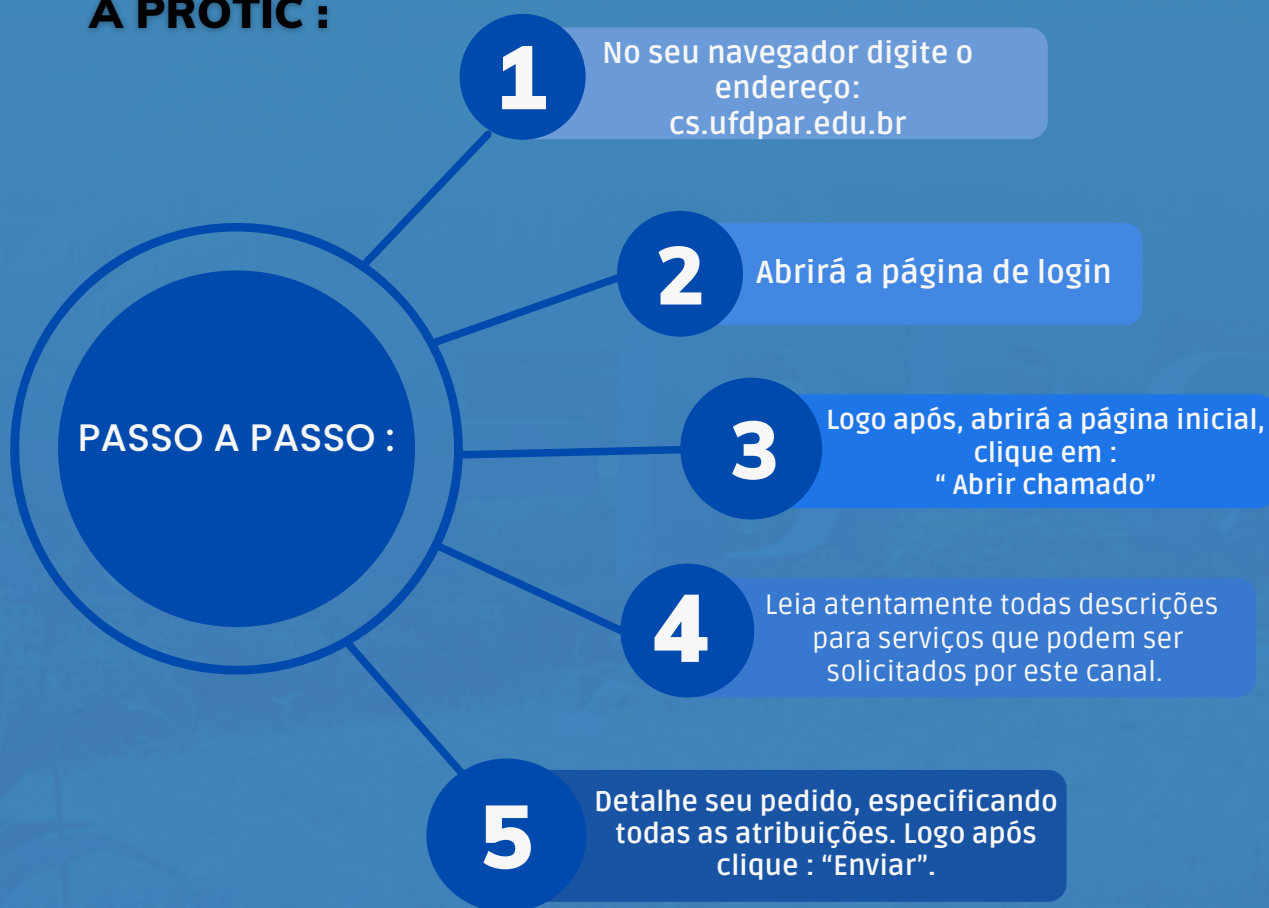 A PROTIC :
1
No seu navegador digite o
endereço:
cs.ufdpar.edu.br
2
Abrirá a página de login
PASSO A PASSO :
3
Logo após, abrirá a página inicial,
clique em :
“ Abrir chamado”
4
Leia atentamente todas descrições
para serviços que podem ser
solicitados por este canal.
5
Detalhe seu pedido, especificando
todas as atribuições. Logo após
clique : “Enviar”.